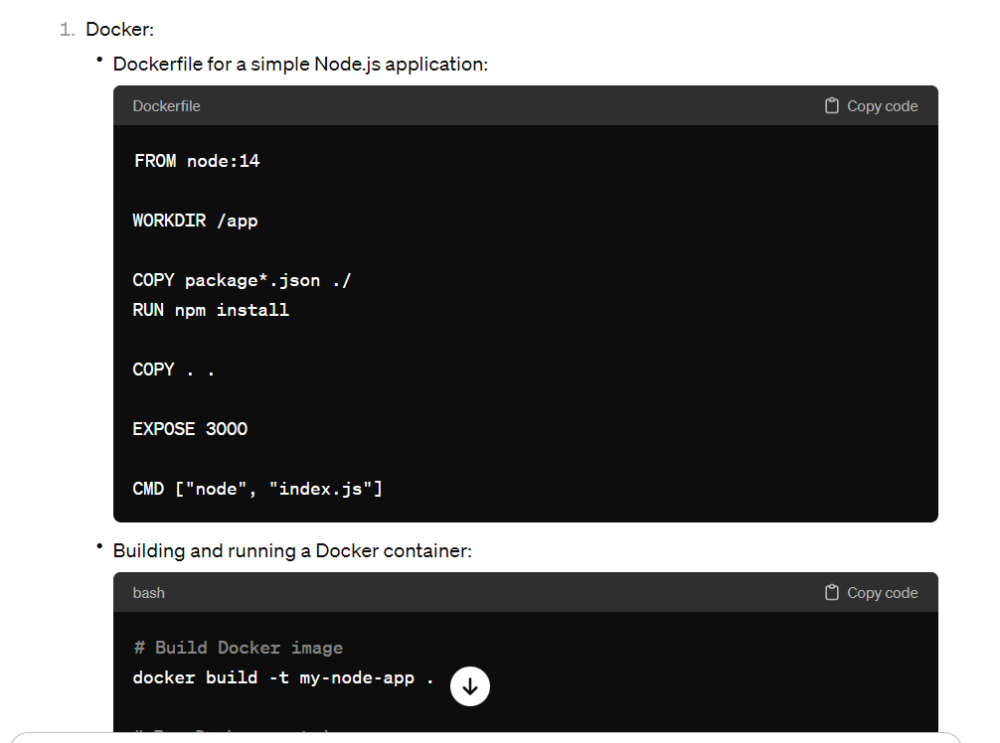 1. Docker:
• Dockerfile for a simple Node.js application:
Dockerfile
Copy code
FROM node:14
WORKDIR /app
COPY package*.json ./
RUN npm install
COPY . .
EXPOSE 3000
CMD ["node", "index.js"]
• Building and running a Docker container:
bash
Copy code
# Build Docker image
docker build -t my-node-app .